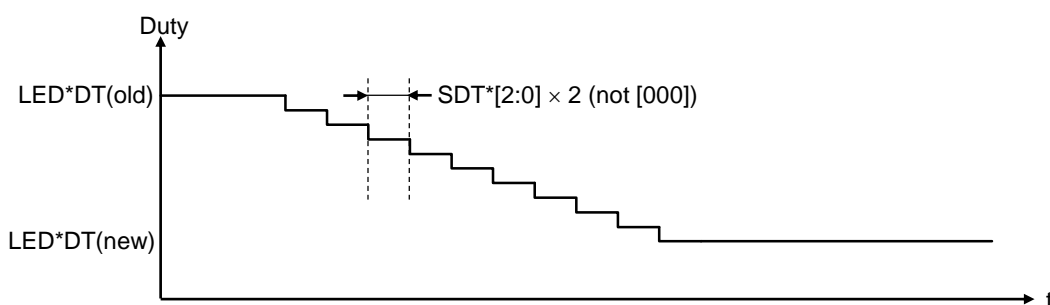 Duty
LED*DT(old)
SDT*[2:0] × 2 (not [000])
LED*DT(new)
t